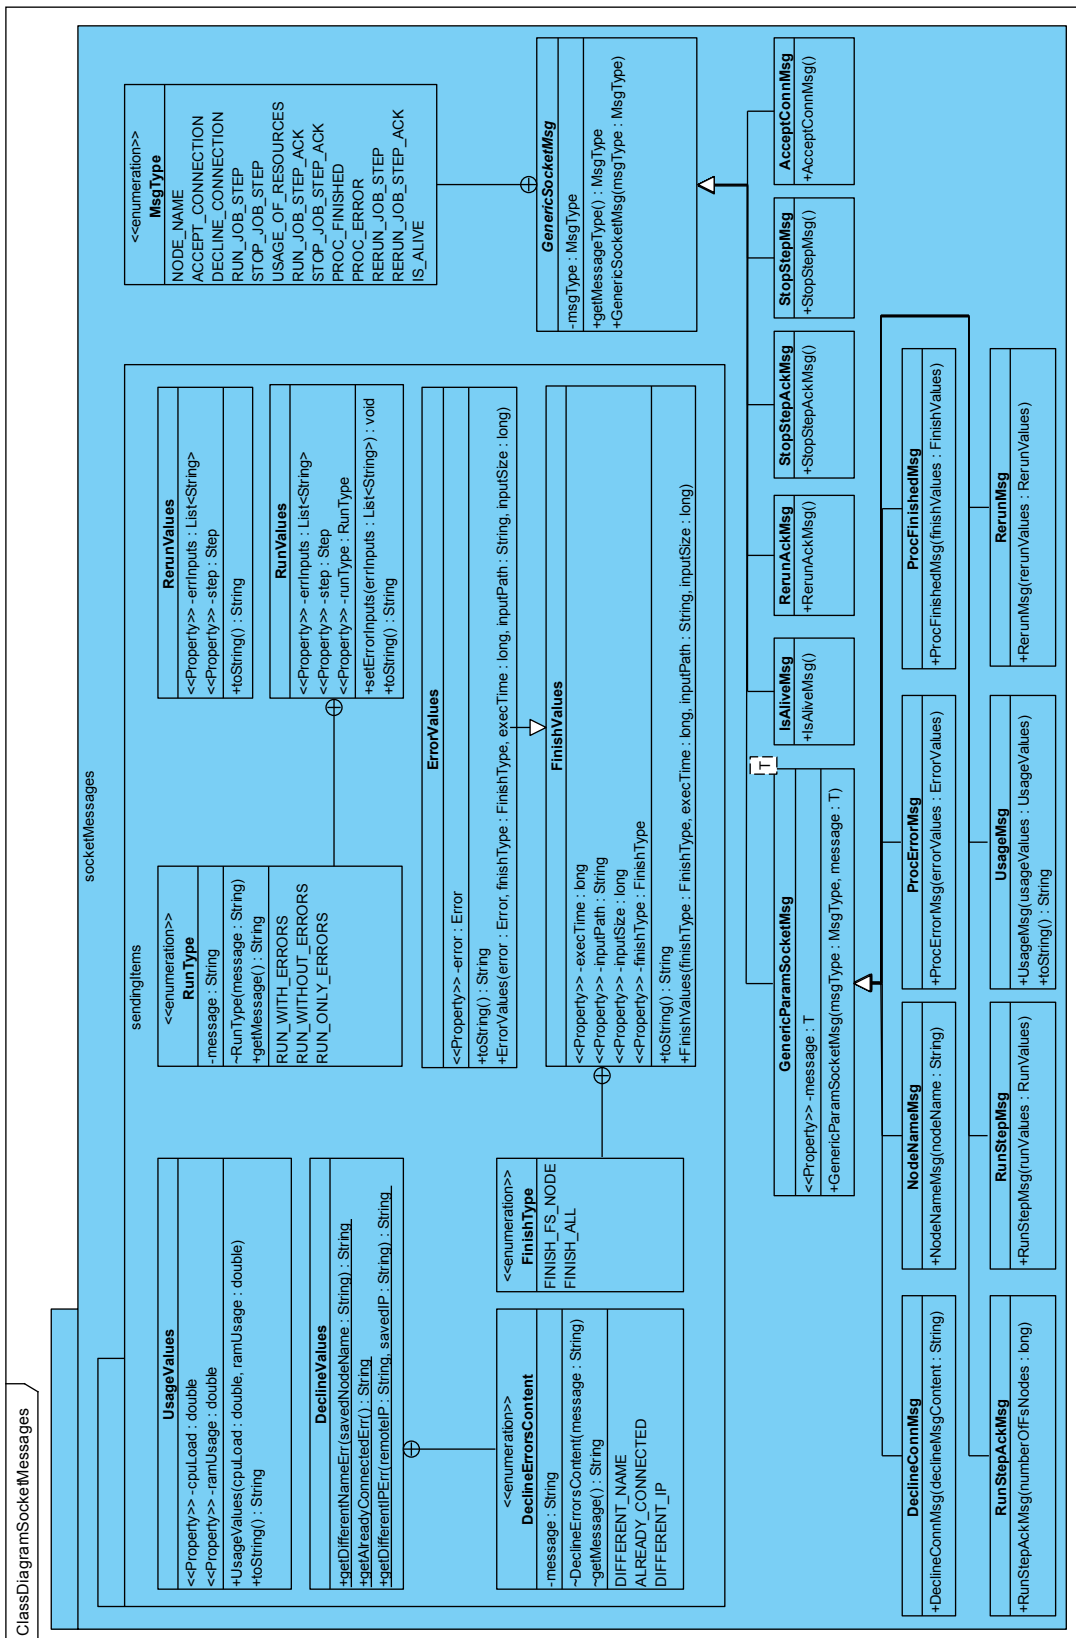 ClassDiagramSocketMessages
socketMessages
sendingItems
UsageValues
<<Property>> -cpuLoad : double
<<Property>> -ramUsage : double
+UsageValues(cpuLoad : double, ramUsage : double)
+toString() : String
<<enumeration>>
RunType
-message : String
~RunType(message : String)
+getMessage() : String
RUN_WITH_ERRORS
RUN_WITHOUT_ERRORS
RUN_ONLY_ERRORS
RerunValues
<<Property>> -errInputs : List<String>
<<Property>> -step : Step
+toString() : String
RunValues
<<Property>> -errInputs : List<String>
<<Property>> -step : Step
<<Property>> -runType : RunType
+setErrorInputs(errInputs : List<String>) : void
+toString() : String
<<enumeration>>
MsgType
NODE_NAME
ACCEPT_CONNECTION
DECLINE_CONNECTION
RUN_JOB_STEP
STOP_JOB_STEP
USAGE_OF_RESOURCES
RUN_JOB_STEP_ACK
STOP_JOB_STEP_ACK
PROC_FINISHED
PROC_ERROR
RERUN_JOB_STEP
RERUN_JOB_STEP_ACK
IS_ALIVE
DeclineValues
+getDifferentNameErr(savedNodeName : String) : String
+getAlreadyConnectedErr() : String
+getDifferentIPErr(remoteIP : String, savedIP : String) : String
ErrorValues
<<Property>> -error : Error
+toString() : String
+ErrorValues(error : Error, finishType : FinishType, execTime : long, inputPath : String, inputSize : long)
<<enumeration>>
DeclineErrorsContent
-message : String
~DeclineErrorsContent(message : String)
~getMessage() : String
DIFFERENT_NAME
ALREADY_CONNECTED
DIFFERENT_IP
<<enumeration>>
FinishType
FINISH_FS_NODE
FINISH_ALL
FinishValues
<<Property>> -execTime : long
<<Property>> -inputPath : String
<<Property>> -inputSize : long
<<Property>> -finishType : FinishType
+toString() : String
+FinishValues(finishType : FinishType, execTime : long, inputPath : String, inputSize : long)
GenericSocketMsg
-msgType : MsgType
+getMessageType() : MsgType
+GenericSocketMsg(msgType : MsgType)
T
GenericParamSocketMsg
<<Property>> -message : T
+GenericParamSocketMsg(msgType : MsgType, message : T)
IsAliveMsg
+IsAliveMsg()
RerunAckMsg
+RerunAckMsg()
StopStepAckMsg
+StopStepAckMsg()
StopStepMsg
+StopStepMsg()
AcceptConnMsg
+AcceptConnMsg()
DeclineConnMsg
+DeclineConnMsg(declineMsgContent : String)
NodeNameMsg
+NodeNameMsg(nodeName : String)
ProcErrorMsg
+ProcErrorMsg(errorValues : ErrorValues)
ProcFinishedMsg
+ProcFinishedMsg(finishValues : FinishValues)
RunStepAckMsg
+RunStepAckMsg(numberOfFsNodes : long)
RunStepMsg
+RunStepMsg(runValues : RunValues)
UsageMsg
+UsageMsg(usageValues : UsageValues)
+toString() : String
RerunMsg
+RerunMsg(rerunValues : RerunValues)